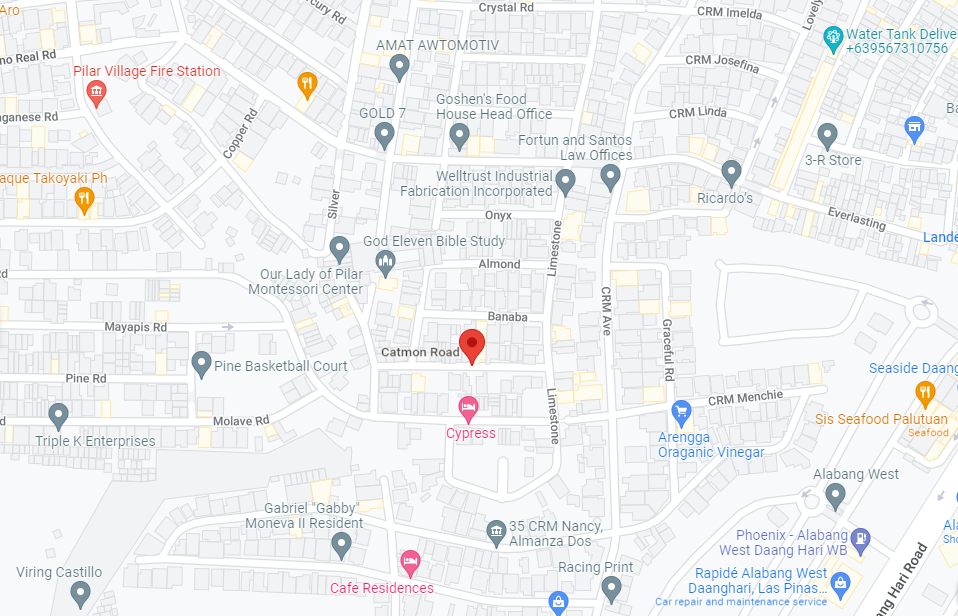 Aro
ercury Rd
Crystal Rd
CRM Imelda
Lovely
AMAT AWTOMOTIV
Water Tank Delive
+639567310756
no Real Rd
Pilar Village Fire Station
CRM Josefina
Goshen's Food
House Head Office
GOLD 7
CRM Linda
Ba
nganese Rd
Copper Rd
Fortun and Santos
Law Offices
3-R Store
aque Takoyaki Ph
Welltrust Industrial
Fabrication Incorporated
Ricardo's
Silver
Onyx
Everlasting
God Eleven Bible Study
Limestone
Lande
Our Lady of Pilar
Montessori Center
Almond
Rd
CRM Ave
Banaba
Mayapis Rd
Graceful Rd
Catmon Road
Pine Basketball Court
Seaside Daang
Pine Rd
CRM Menchie
Limestone
Molave Rd
Sis Seafood Palutuan
Seafood
Triple K Enterprises
Cypress
Arengga
Oraganic Vinegar
Alabang West
Gabriel "Gabby"
Moneva II Resident
35 CRM Nancy,
Almanza Dos
Phoenix - Alabang
West Daang Hari WB
Ala
Sho
Viring Castillo
Cafe Residences
Racing Print
Rapidé Alabang West
Daanghari, Las Pinas...
Car repair and maintenance service
ang Hari Road